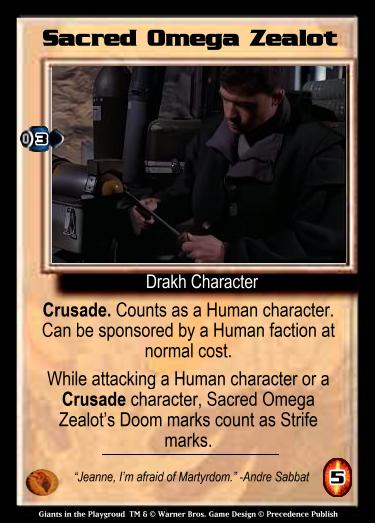 Sacred Omega Zealot
0 3
Drakh Character
Crusade. Counts as a Human character.
Can be sponsored by a Human faction at
normal cost.
While attacking a Human character or a
Crusade character, Sacred Omega
Zealot's Doom marks count as Strife
marks.
"Jeanne, I'm afraid of Martyrdom." -Andre Sabbat
5
Giants in the Playgroud TM & © Warner Bros. Game Design © Precedence Publish